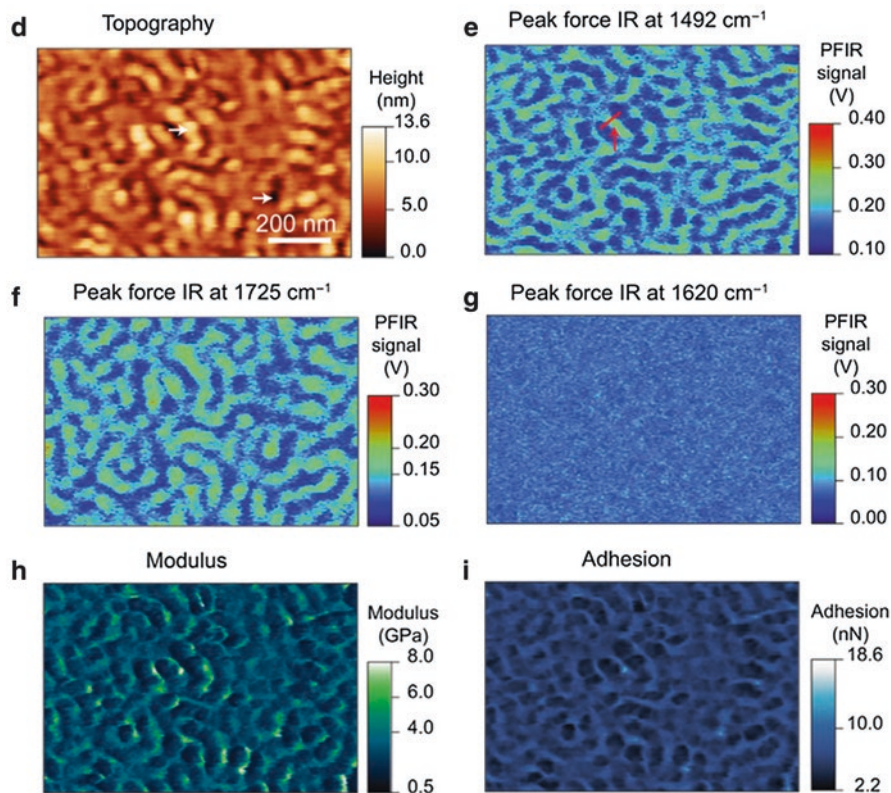 d
Topography
Height
(nm)
13.6
10.0
5.0
0.0
200 nm
e
Peak force IR at 1492 cm⁻¹
PFIR
signal
(V)
0.40
0.30
0.20
0.10
f
Peak force IR at 1725 cm⁻¹
PFIR
signal
(V)
0.30
0.20
0.15
0.05
g
Peak force IR at 1620 cm⁻¹
PFIR
signal
(V)
0.30
0.20
0.10
0.00
h
Modulus
Modulus
(GPa)
8.0
6.0
4.0
0.5
i
Adhesion
Adhesion
(nN)
18.6
10.0
2.2